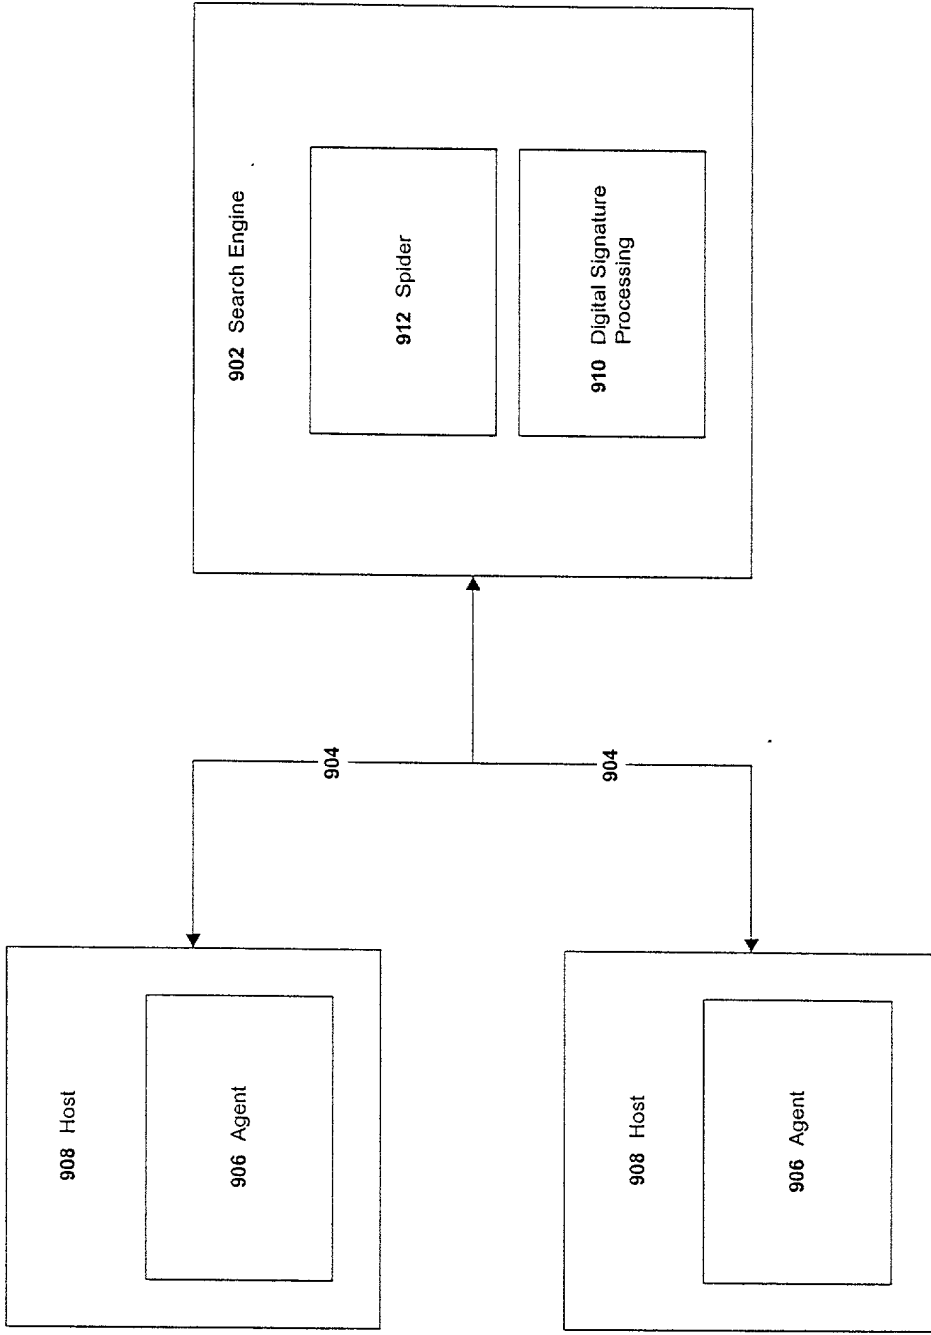 908 Host
906 Agent
908 Host
906 Agent
904
904
902 Search Engine
912 Spider
910 Digital Signature
Processing